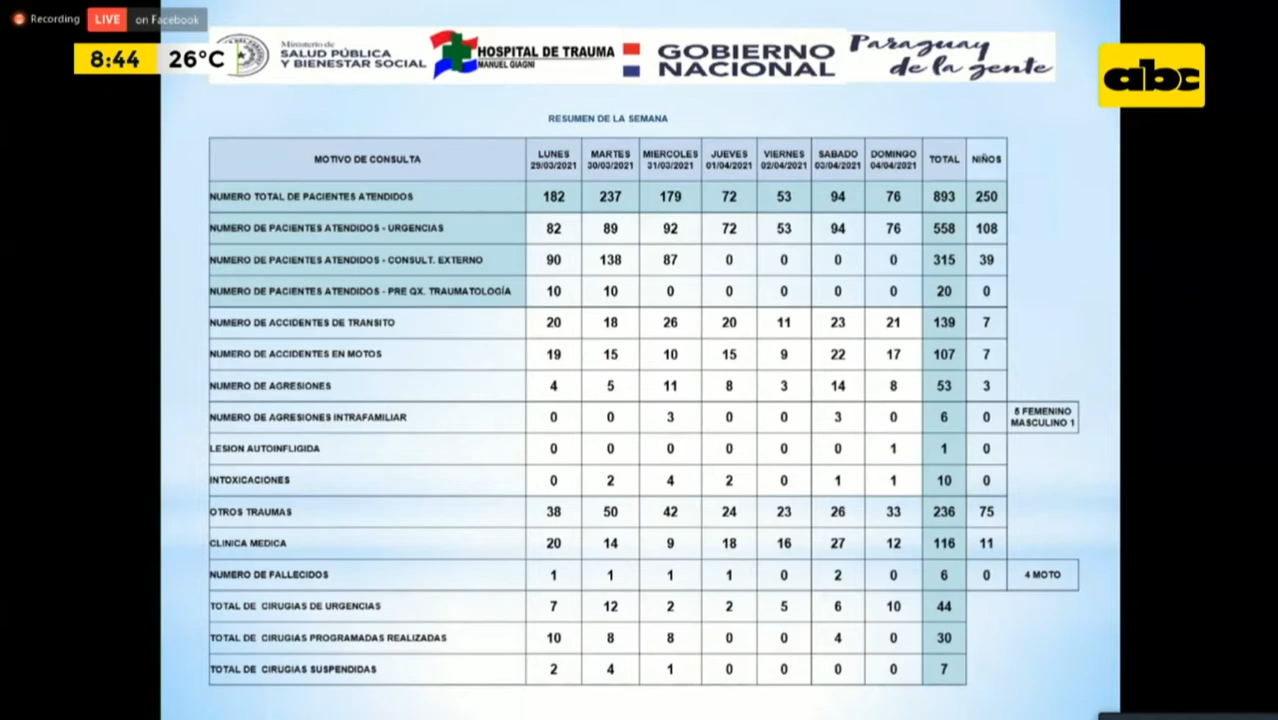 Recording
LIVE on Facebook
8:44 26°C
Ministerio de
SALUD PÚBLICA
Y BIENESTAR SOCIAL
HOSPITAL DE TRAUMA
MANUEL GIAGNI
GOBIERNO
NACIONAL
Paraguay
de la gente
abc
RESUMEN DE LA SEMANA
MOTIVO DE CONSULTA LUNES 29/03/2021 MARTES 30/03/2021 MIERCOLES 31/03/2021 JUEVES 01/04/2021 VIERNES 02/04/2021 SABADO 03/04/2021 DOMINGO 04/04/2021 TOTAL NIÑOS
NUMERO TOTAL DE PACIENTES ATENDIDOS 182 237 179 72 53 94 76 893 250
NUMERO DE PACIENTES ATENDIDOS - URGENCIAS 82 89 92 72 53 94 76 558 108
NUMERO DE PACIENTES ATENDIDOS - CONSULT. EXTERNO 90 138 87 0 0 0 0 315 39
NUMERO DE PACIENTES ATENDIDOS - PRE QX. TRAUMATOLOGÍA 10 10 0 0 0 0 0 20 0
NUMERO DE ACCIDENTES DE TRANSITO 20 18 26 20 11 23 21 139 7
NUMERO DE ACCIDENTES EN MOTOS 19 15 10 15 9 22 17 107 7
NUMERO DE AGRESIONES 4 5 11 8 3 14 8 53 3
NUMERO DE AGRESIONES INTRAFAMILIAR 0 0 3 0 0 3 0 6 0 5 FEMENINO MASCULINO 1
LESION AUTOINFLIGIDA 0 0 0 0 0 0 1 1 0
INTOXICACIONES 0 2 4 2 0 1 1 10 0
OTROS TRAUMAS 38 50 42 24 23 26 33 236 75
CLINICA MEDICA 20 14 9 18 16 27 12 116 11
NUMERO DE FALLECIDOS 1 1 1 1 0 2 0 6 0 4 MOTO
TOTAL DE CIRUGIAS DE URGENCIAS 7 12 2 2 5 6 10 44
TOTAL DE CIRUGIAS PROGRAMADAS REALIZADAS 10 8 8 0 0 4 0 30
TOTAL DE CIRUGIAS SUSPENDIDAS 2 4 1 0 0 0 0 7